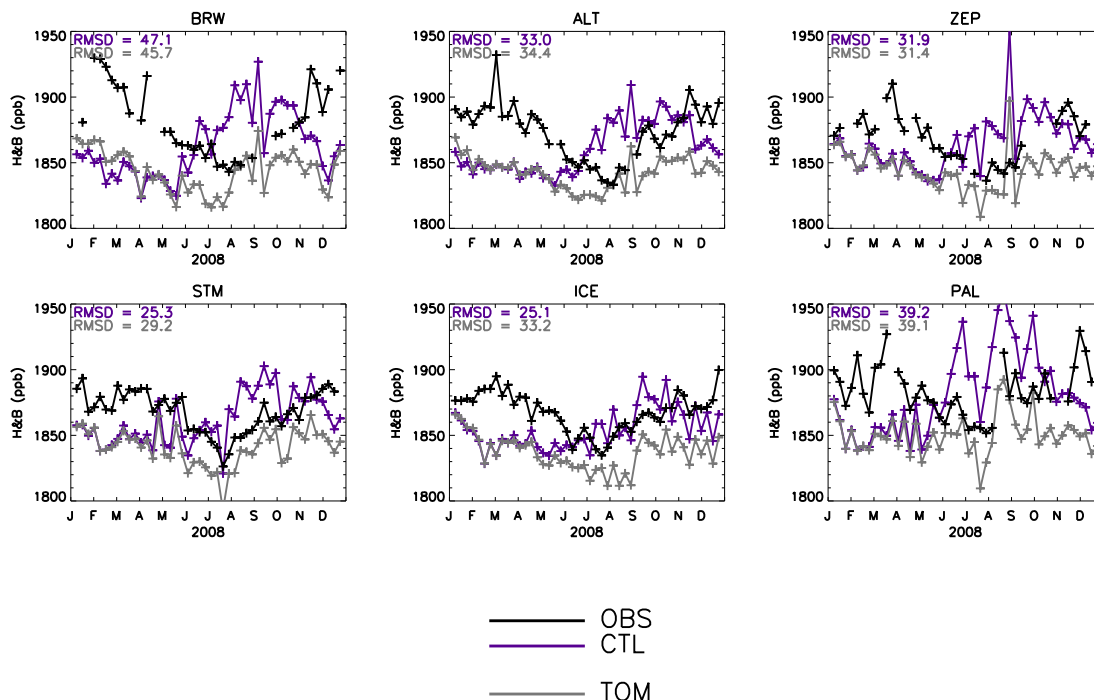 BRW
1950
RMSD = 47.1
RMSD = 45.7
1900
H&B (ppb)
1850
1800
J F M A M J J A S O N D
2008
ALT
1950
RMSD = 33.0
RMSD = 34.4
1900
H&B (ppb)
1850
1800
J F M A M J J A S O N D
2008
ZEP
1950
RMSD = 31.9
RMSD = 31.4
1900
H&B (ppb)
1850
1800
J F M A M J J A S O N D
2008
STM
1950
RMSD = 25.3
RMSD = 29.2
1900
H&B (ppb)
1850
1800
J F M A M J J A S O N D
2008
ICE
1950
RMSD = 25.1
RMSD = 33.2
1900
H&B (ppb)
1850
1800
J F M A M J J A S O N D
2008
PAL
1950
RMSD = 39.2
RMSD = 39.1
1900
H&B (ppb)
1850
1800
J F M A M J J A S O N D
2008
OBS
CTL
TOM